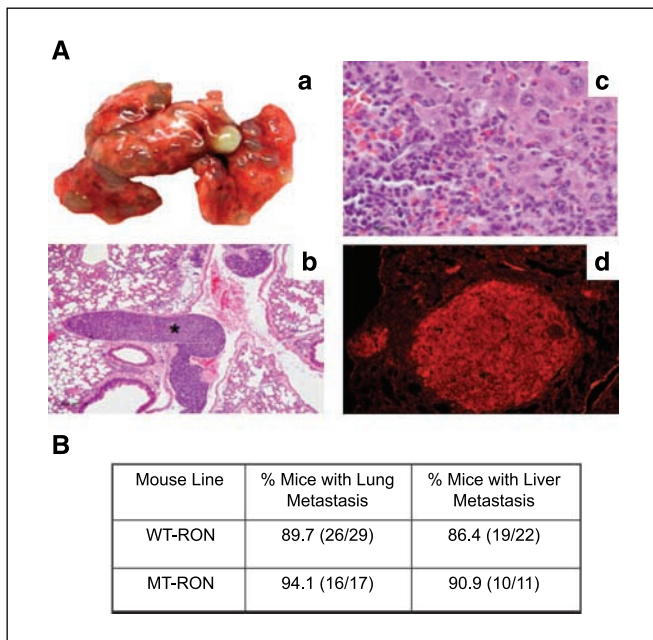 A
a
c
b
*
d
B
Mouse Line
% Mice with Lung
Metastasis
% Mice with Liver
Metastasis
WT-RON
89.7 (26/29)
86.4 (19/22)
MT-RON
94.1 (16/17)
90.9 (10/11)